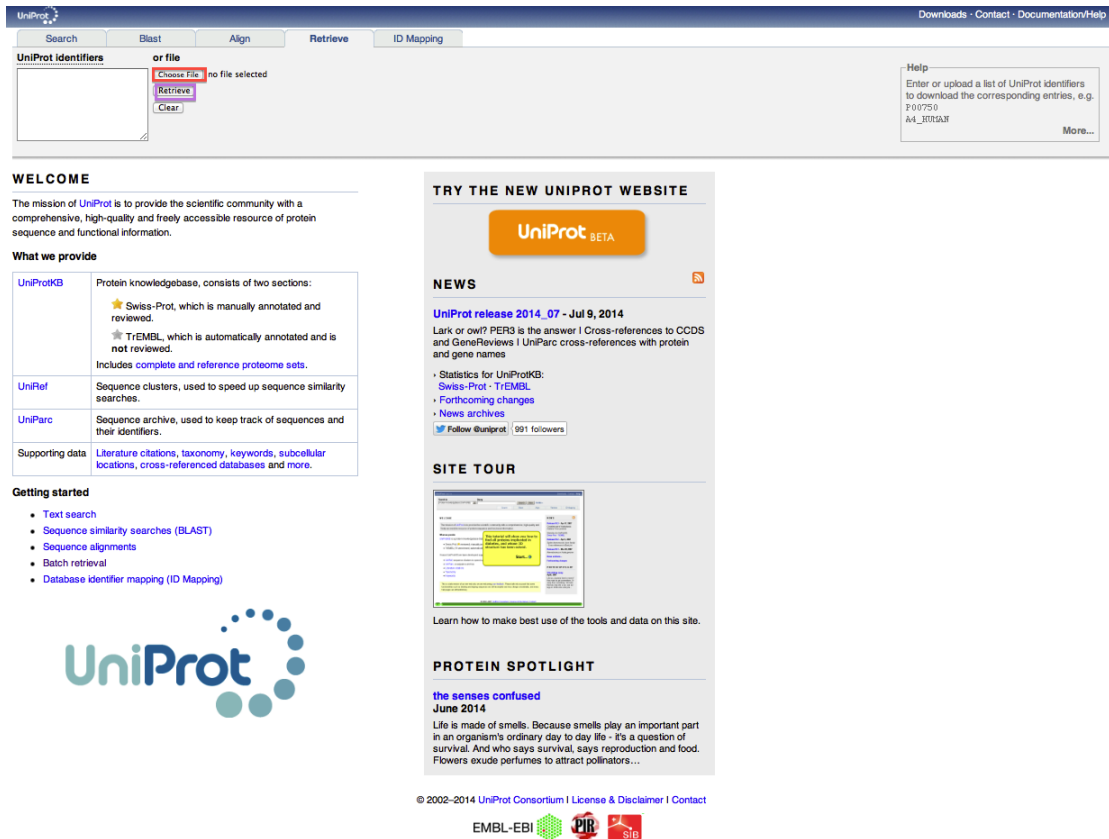 UniProt
Downloads · Contact · Documentation/Help
Search
Blast
Align
Retrieve
ID Mapping
UniProt identifiers
or file
Choose File no file selected
Retrieve
Clear
Help
Enter or upload a list of UniProt identifiers
to download the corresponding entries, e.g.
P00750
A4_HUMAN
More...
WELCOME
The mission of UniProt is to provide the scientific community with a
comprehensive, high-quality and freely accessible resource of protein
sequence and functional information.
What we provide
UniProtKB
Protein knowledgebase, consists of two sections:
Swiss-Prot, which is manually annotated and
reviewed.
TrEMBL, which is automatically annotated and is
not reviewed.
Includes complete and reference proteome sets.
UniRef
Sequence clusters, used to speed up sequence similarity
searches.
UniParc
Sequence archive, used to keep track of sequences and
their identifiers.
Supporting data
Literature citations, taxonomy, keywords, subcellular
locations, cross-referenced databases and more.
Getting started
Text search
Sequence similarity searches (BLAST)
Sequence alignments
Batch retrieval
Database identifier mapping (ID Mapping)
UniProt
TRY THE NEW UNIPROT WEBSITE
UniProt BETA
NEWS
UniProt release 2014_07 - Jul 9, 2014
Lark or owl? PER3 is the answer | Cross-references to CCDS
and GeneReviews | UniParc cross-references with protein
and gene names
› Statistics for UniProtKB:
Swiss-Prot · TrEMBL
› Forthcoming changes
› News archives
Follow @uniprot 991 followers
SITE TOUR
Learn how to make best use of the tools and data on this site.
PROTEIN SPOTLIGHT
the senses confused
June 2014
Life is made of smells. Because smells play an important part
in an organism's ordinary day to day life - it's a question of
survival. And who says survival, says reproduction and food.
Flowers exude perfumes to attract pollinators…
© 2002–2014 UniProt Consortium | License & Disclaimer | Contact
EMBL-EBI
PIR
SIB